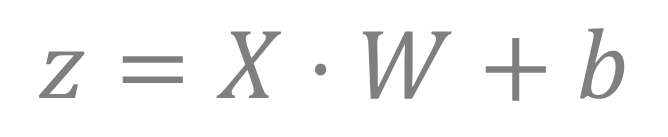 z = X · W + b